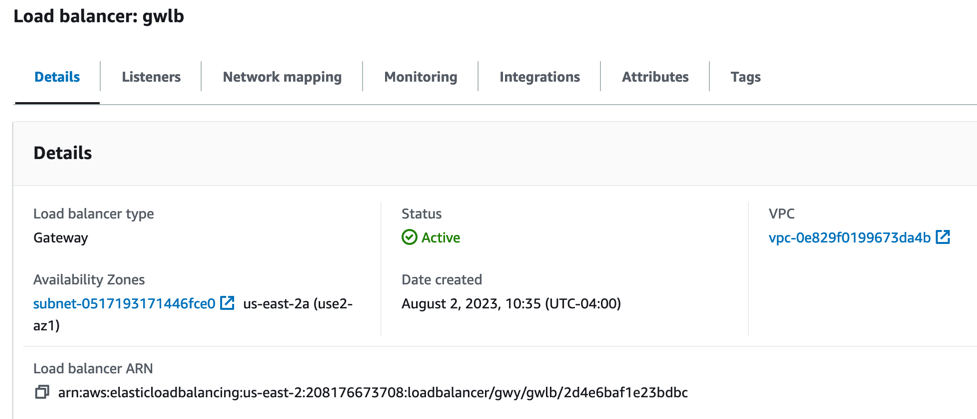 Load balancer: gwlb
Details
Listeners
Network mapping
Monitoring
Integrations
Attributes
Tags
Details
Load balancer type
Gateway
Status
Active
VPC
vpc-0e829f0199673da4b
Availability Zones
subnet-0517193171446fce0 us-east-2a (use2-
az1)
Date created
August 2, 2023, 10:35 (UTC-04:00)
Load balancer ARN
arn:aws:elasticloadbalancing:us-east-2:208176673708:loadbalancer/gwy/gwlb/2d4e6baf1e23bdbc